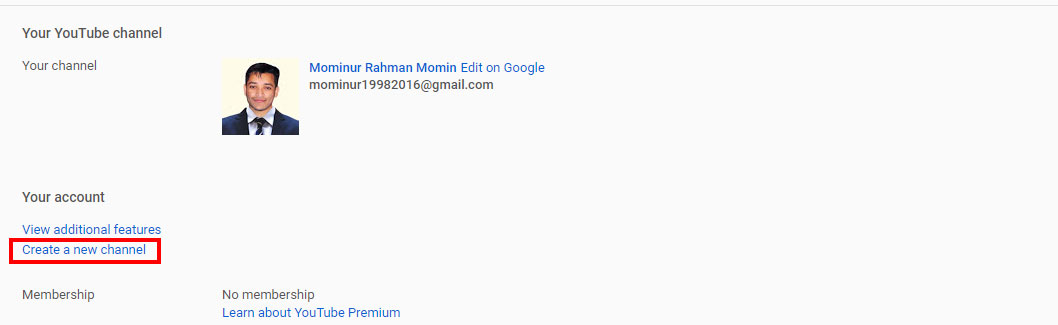 Your YouTube channel
Your channel
Mominur Rahman Momin Edit on Google
mominur19982016@gmail.com
Your account
View additional features
Create a new channel
Membership No membership
Learn about YouTube Premium